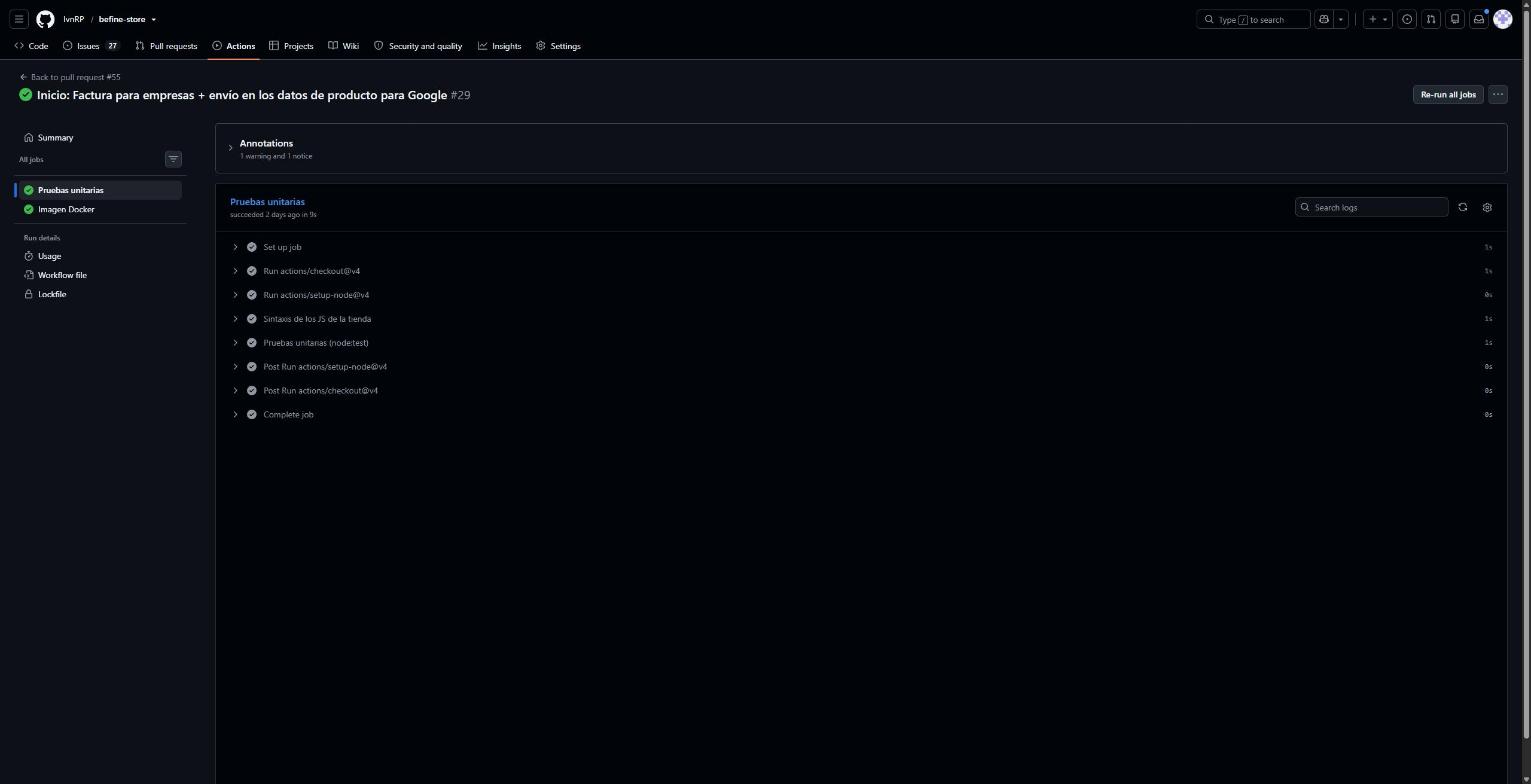 IvnRP / befine-store
Type / to search
Code
Issues 27
Pull requests
Actions
Projects
Wiki
Security and quality
Insights
Settings
Back to pull request #55
Inicio: Factura para empresas + envío en los datos de producto para Google #29
Re-run all jobs
Summary
All jobs
Pruebas unitarias
Imagen Docker
Run details
Usage
Workflow file
Lockfile
Annotations
1 warning and 1 notice
Pruebas unitarias
succeeded 2 days ago in 9s
Search logs
Set up job 1s
Run actions/checkout@v4 1s
Run actions/setup-node@v4 0s
Sintaxis de los JS de la tienda 1s
Pruebas unitarias (node:test) 1s
Post Run actions/setup-node@v4 0s
Post Run actions/checkout@v4 0s
Complete job 0s